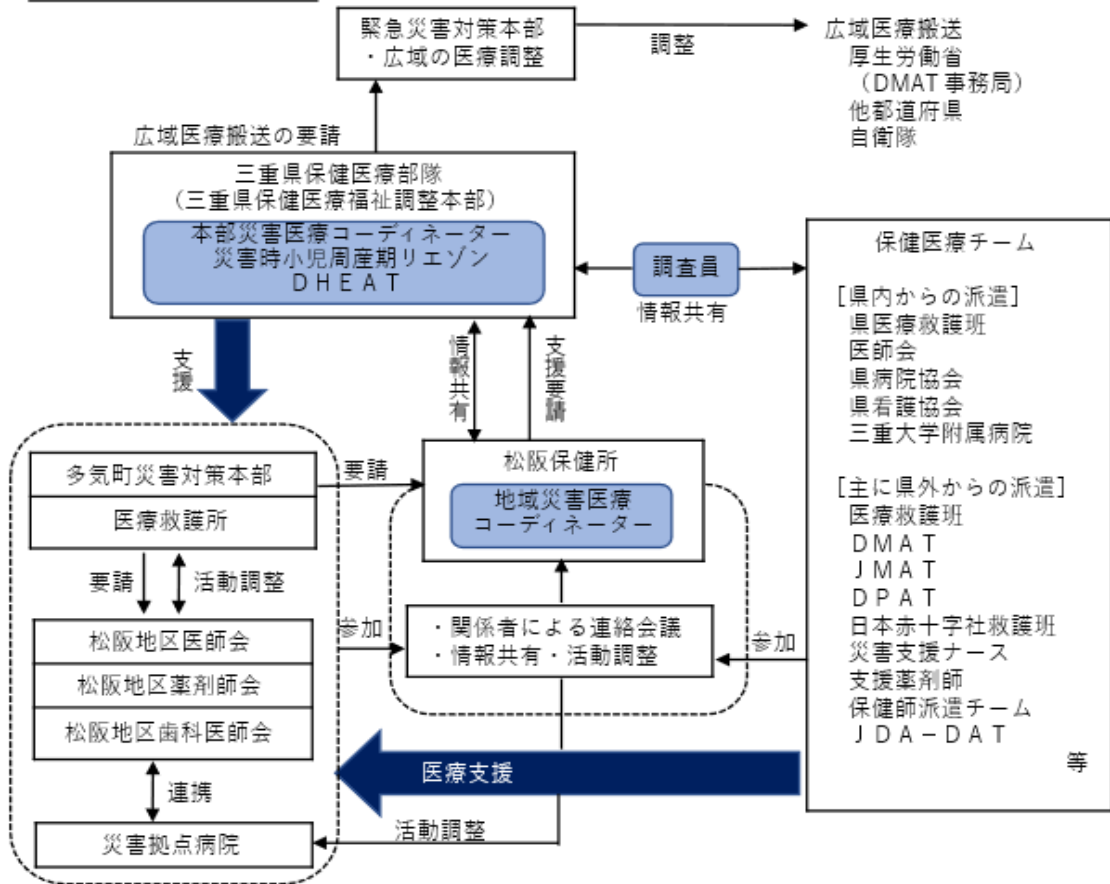 緊急災害対策本部
・広域の医療調整
調整
広域医療搬送
厚生労働省
（DMAT 事務局）
他都道府県
自衛隊
広域医療搬送の要請
三重県保健医療部隊
（三重県保健医療福祉調整本部）
本部災害医療コーディネーター
災害時小児周産期リエゾン
ＤＨＥＡＴ
調査員
情報共有
保健医療チーム
［県内からの派遣］
県医療救護班
医師会
県病院協会
県看護協会
三重大学附属病院
［主に県外からの派遣］
医療救護班
ＤＭＡＴ
ＪＭＡＴ
ＤＰＡＴ
日本赤十字社救護班
災害支援ナース
支援薬剤師
保健師派遣チーム
ＪＤＡ－ＤＡＴ
等
支援
情報共有
支援要請
多気町災害対策本部
医療救護所
要請
松阪保健所
地域災害医療
コーディネーター
要請
活動調整
松阪地区医師会
松阪地区薬剤師会
松阪地区歯科医師会
参加
・関係者による連絡会議
・情報共有・活動調整
参加
医療支援
連携
災害拠点病院
活動調整